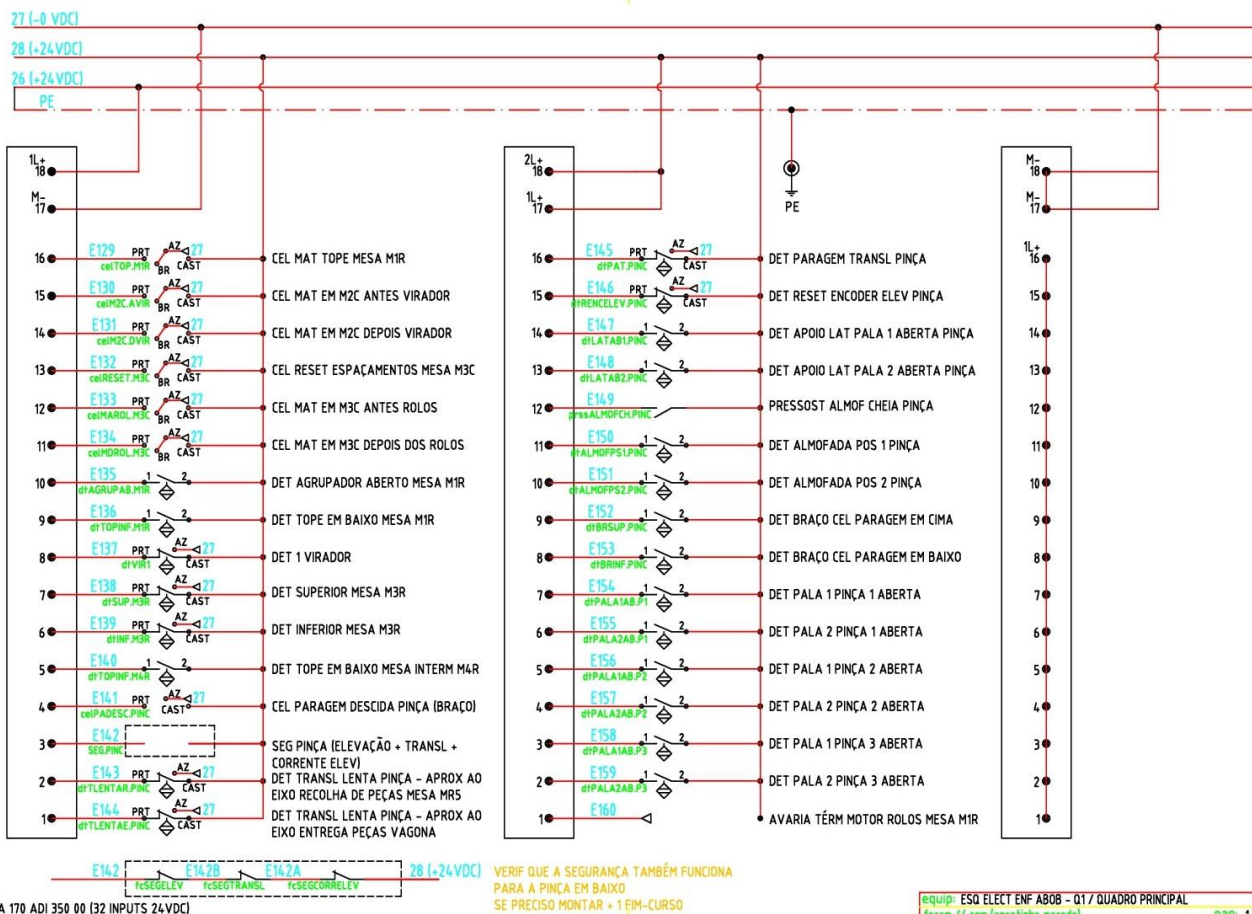 27 (-0 VDC)
28 (+24VDC)
26 (+24VDC)
PE
1L+
18
M-
17
16 E129 PRT AZ 27 CEL MAT TOPE MESA M1R
celTOP.M1R BR CAST
15 E130 PRT AZ 27 CEL MAT EM M2C ANTES VIRADOR
celM2C.AVIR BR CAST
14 E131 PRT AZ 27 CEL MAT EM M2C DEPOIS VIRADOR
celM2C.DVIR BR CAST
13 E132 PRT AZ 27 CEL RESET ESPAÇAMENTOS MESA M3C
celRESET.M3C BR CAST
12 E133 PRT AZ 27 CEL MAT EM M3C ANTES ROLOS
celMAROL.M3C BR CAST
11 E134 PRT AZ 27 CEL MAT EM M3C DEPOIS DOS ROLOS
celMDROL.M3C BR CAST
10 E135 1 2 DET AGRUPADOR ABERTO MESA M1R
dtAGRUPAB.M1R
9 E136 1 2 DET TOPE EM BAIXO MESA M1R
dtTOPINF.M1R
8 E137 PRT AZ 27 DET 1 VIRADOR
dtVIR1 CAST
7 E138 PRT AZ 27 DET SUPERIOR MESA M3R
dtSUP.M3R CAST
6 E139 PRT AZ 27 DET INFERIOR MESA M3R
dtINF.M3R CAST
5 E140 1 2 DET TOPE EM BAIXO MESA INTERM M4R
dtTOPINF.M4R
4 E141 PRT AZ 27 CEL PARAGEM DESCIDA PINÇA (BRAÇO)
celPADESC.PINC CAST
3 E142 SEG PINÇA (ELEVAÇÃO + TRANSL +
SEG.PINC CORRENTE ELEV)
2 E143 PRT AZ 27 DET TRANSL LENTA PINÇA - APROX AO
dtTLENTAR.PINC CAST EIXO RECOLHA DE PEÇAS MESA MR5
1 E144 PRT AZ 27 DET TRANSL LENTA PINÇA - APROX AO
dtTLENTAE.PINC CAST EIXO ENTREGA PEÇAS VAGONA
2L+
18
1L+
17
PE
16 E145 PRT AZ 27 DET PARAGEM TRANSL PINÇA
dtPAT.PINC CAST
15 E146 PRT AZ 27 DET RESET ENCODER ELEV PINÇA
dtRENCELEV.PINC CAST
14 E147 1 2 DET APOIO LAT PALA 1 ABERTA PINÇA
dtLATAB1.PINC
13 E148 1 2 DET APOIO LAT PALA 2 ABERTA PINÇA
dtLATAB2.PINC
12 E149 PRESSOST ALMOF CHEIA PINÇA
prssALMOFCH.PINC
11 E150 1 2 DET ALMOFADA POS 1 PINÇA
dtALMOFPS1.PINC
10 E151 1 2 DET ALMOFADA POS 2 PINÇA
dtALMOFPS2.PINC
9 E152 1 2 DET BRAÇO CEL PARAGEM EM CIMA
dtBRSUP.PINC
8 E153 1 2 DET BRAÇO CEL PARAGEM EM BAIXO
dtBRINF.PINC
7 E154 1 2 DET PALA 1 PINÇA 1 ABERTA
dtPALA1AB.P1
6 E155 1 2 DET PALA 2 PINÇA 1 ABERTA
dtPALA2AB.P1
5 E156 1 2 DET PALA 1 PINÇA 2 ABERTA
dtPALA1AB.P2
4 E157 1 2 DET PALA 2 PINÇA 2 ABERTA
dtPALA2AB.P2
3 E158 1 2 DET PALA 1 PINÇA 3 ABERTA
dtPALA1AB.P3
2 E159 1 2 DET PALA 2 PINÇA 3 ABERTA
dtPALA2AB.P3
1 E160 AVARIA TÉRM MOTOR ROLOS MESA M1R
M-
18
M-
17
1L+
16
15
14
13
12
11
10
9
8
7
6
5
4
3
2
1
E142 E142B E142A 28 (+24VDC)
fcSEGELEV fcSEGTRANSL fcSEGCORRELEV
VERIF QUE A SEGURANÇA TAMBÉM FUNCIONA
PARA A PINÇA EM BAIXO
SE PRECISO MONTAR + 1 FIM-CURSO
A 170 ADI 350 00 (32 INPUTS 24VDC)
equip: ESQ ELECT ENF ABOB - Q1 / QUADRO PRINCIPAL